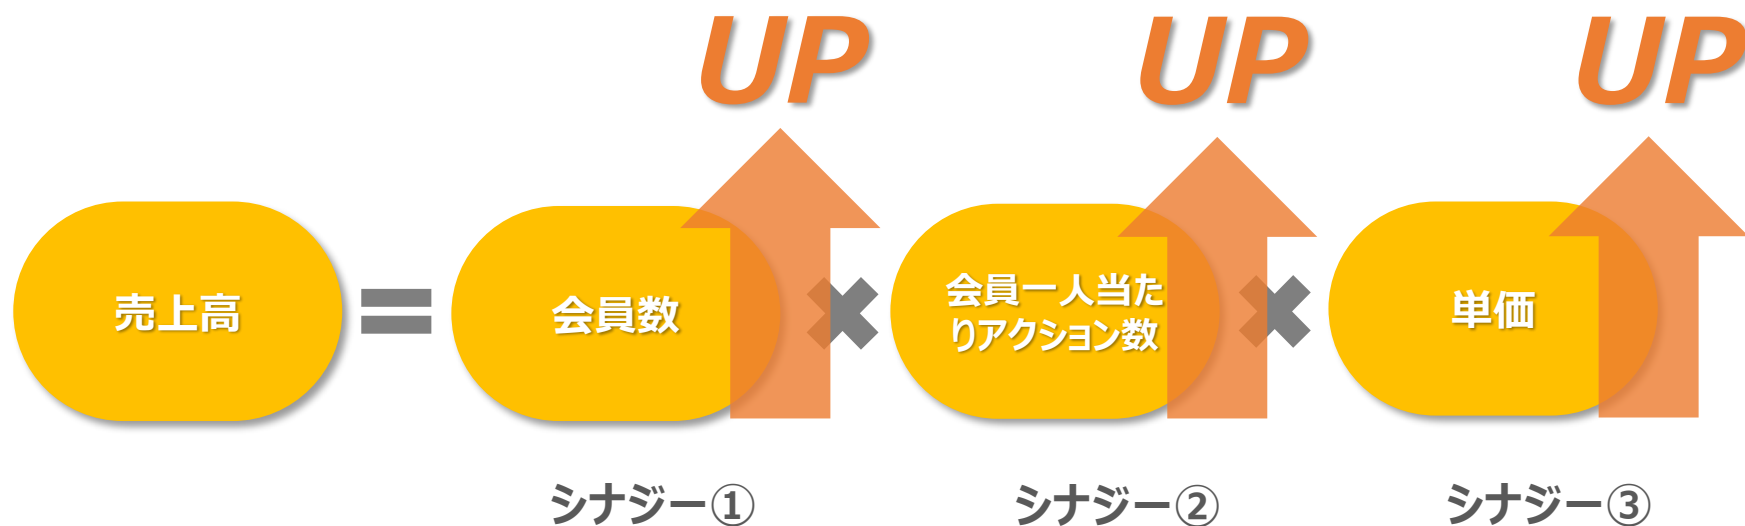 UP
UP
UP
売上高
会員数
会員一人当た
りアクション数
単価
シナジー①
シナジー②
シナジー③